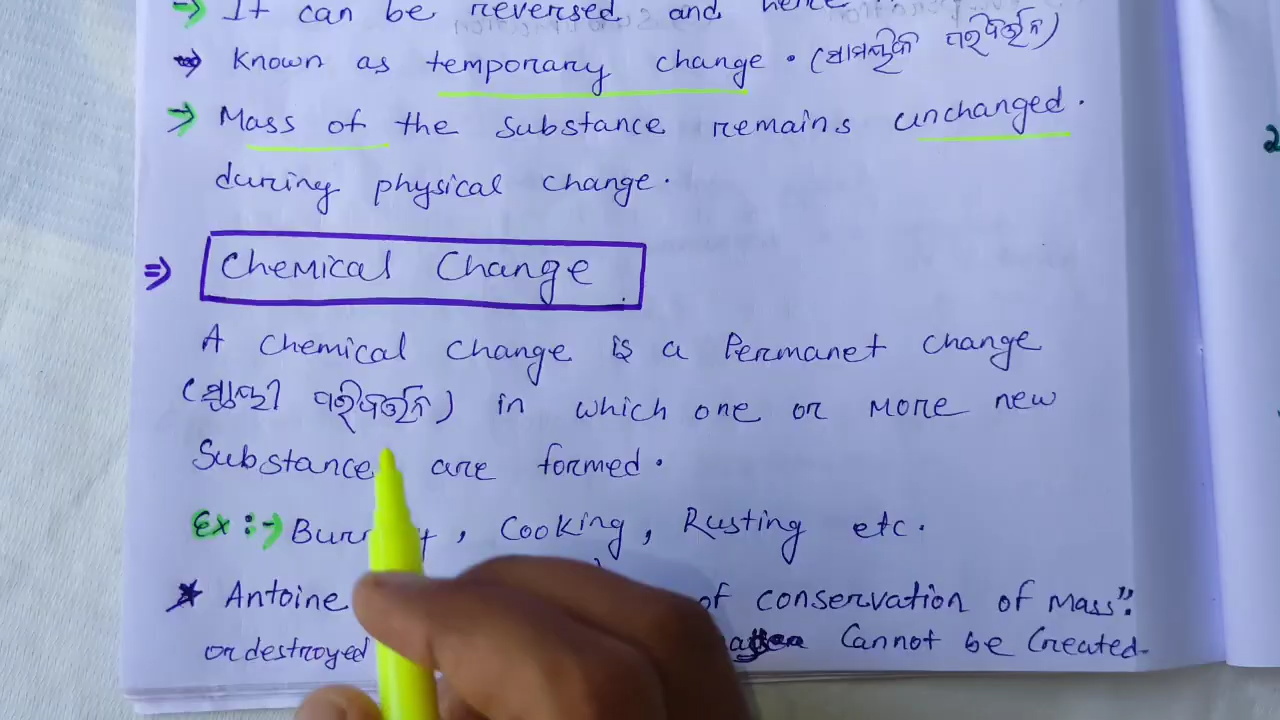 → It can be reversed and hence
→ Known as temporary change. (ସାମୟିକ ପରିବର୍ତ୍ତନ)
→ Mass of the substance remains unchanged.
during physical change.
⇒ Chemical Change
A chemical change is a Permanet change
(ସ୍ଥାୟୀ ପରିବର୍ତ୍ତନ) in which one or more new
Substance are formed.
Ex :-) , Cooking, Rusting etc.
* Antoine of conservation of Mass":
or destroyed Cannot be Created-